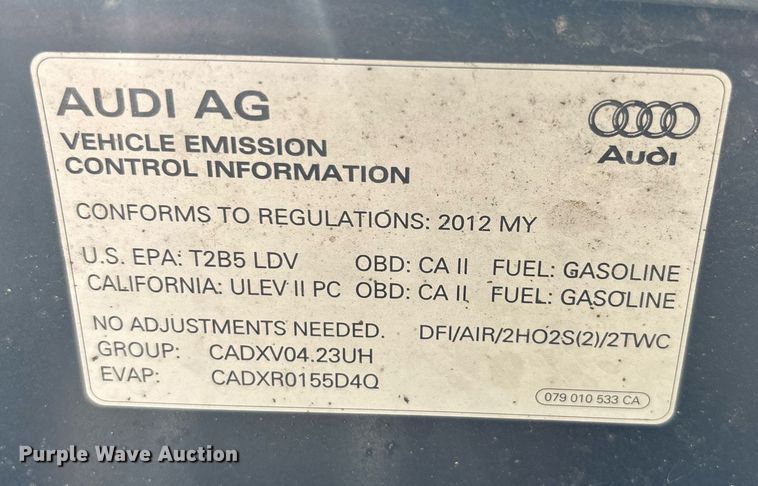 AUDI AG
Audi
VEHICLE EMISSION
CONTROL INFORMATION
CONFORMS TO REGULATIONS: 2012 MY
U.S. EPA: T2B5 LDV OBD: CA II FUEL: GASOLINE
CALIFORNIA: ULEV II PC OBD: CA II FUEL: GASOLINE
NO ADJUSTMENTS NEEDED. DFI/AIR/2HO2S(2)/2TWC
GROUP: CADXV04.23UH
EVAP: CADXR0155D4Q
079 010 533 CA
Purple Wave Auction